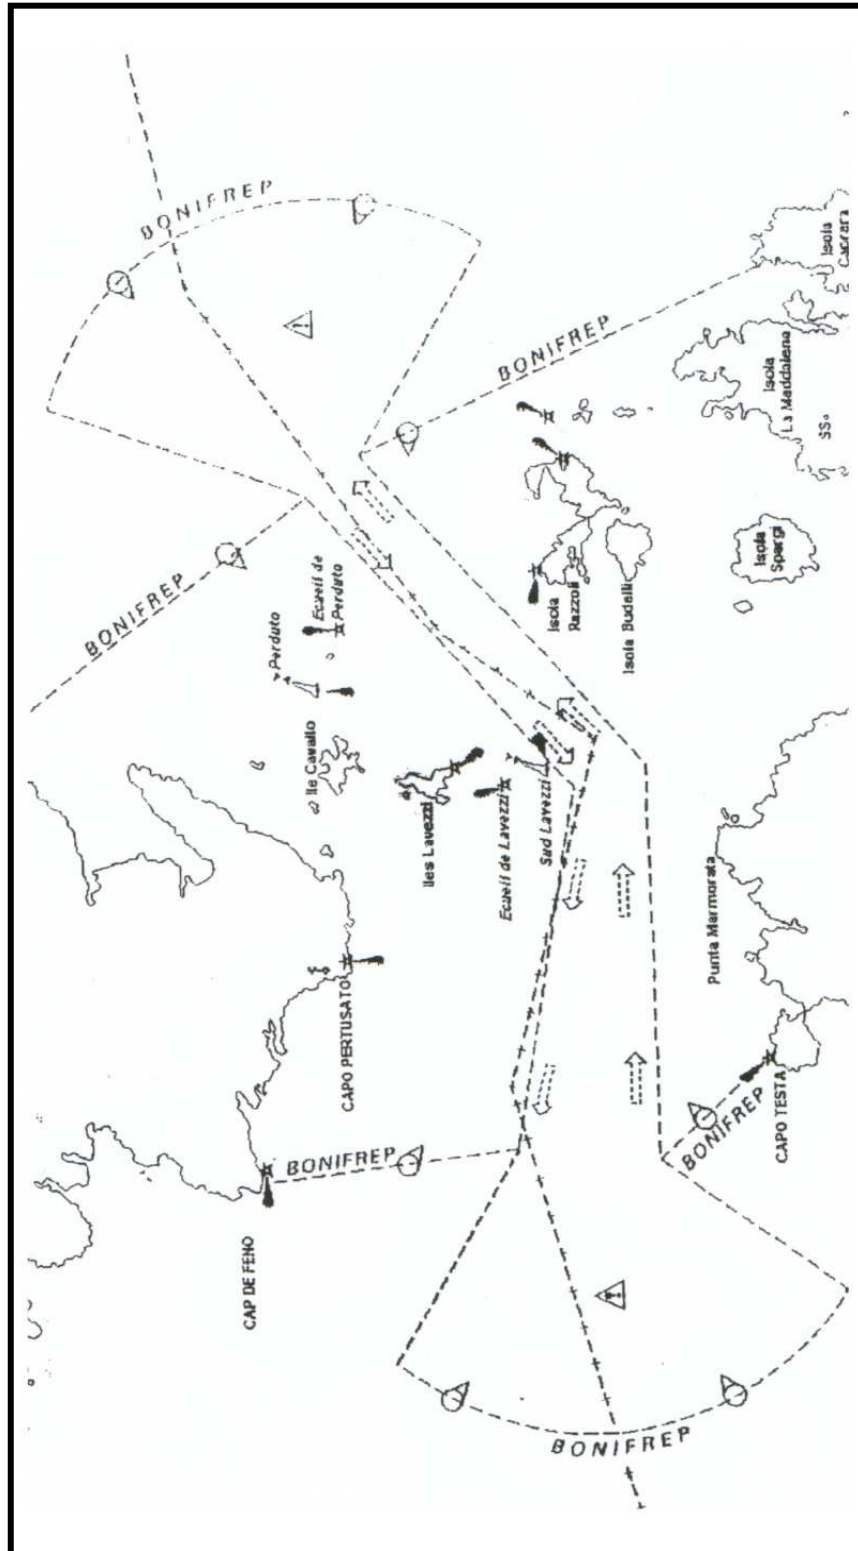 CAP DE FENO
BONIFREP
CAPO PERTUSATO
Ile Cavallo
Perduto
Ecueil de
Perduto
BONIFREP
BONIFREP
Iles Lavezzi
Ecueil de Lavezzi
Sud Lavezzi
BONIFREP
BONIFREP
Isola
Razzoli
Isola Budalli
BONIFREP
Punta Marmorata
CAPO TESTA
Isola
Spargi
Isola
La Maddalena
Isola
Caprera